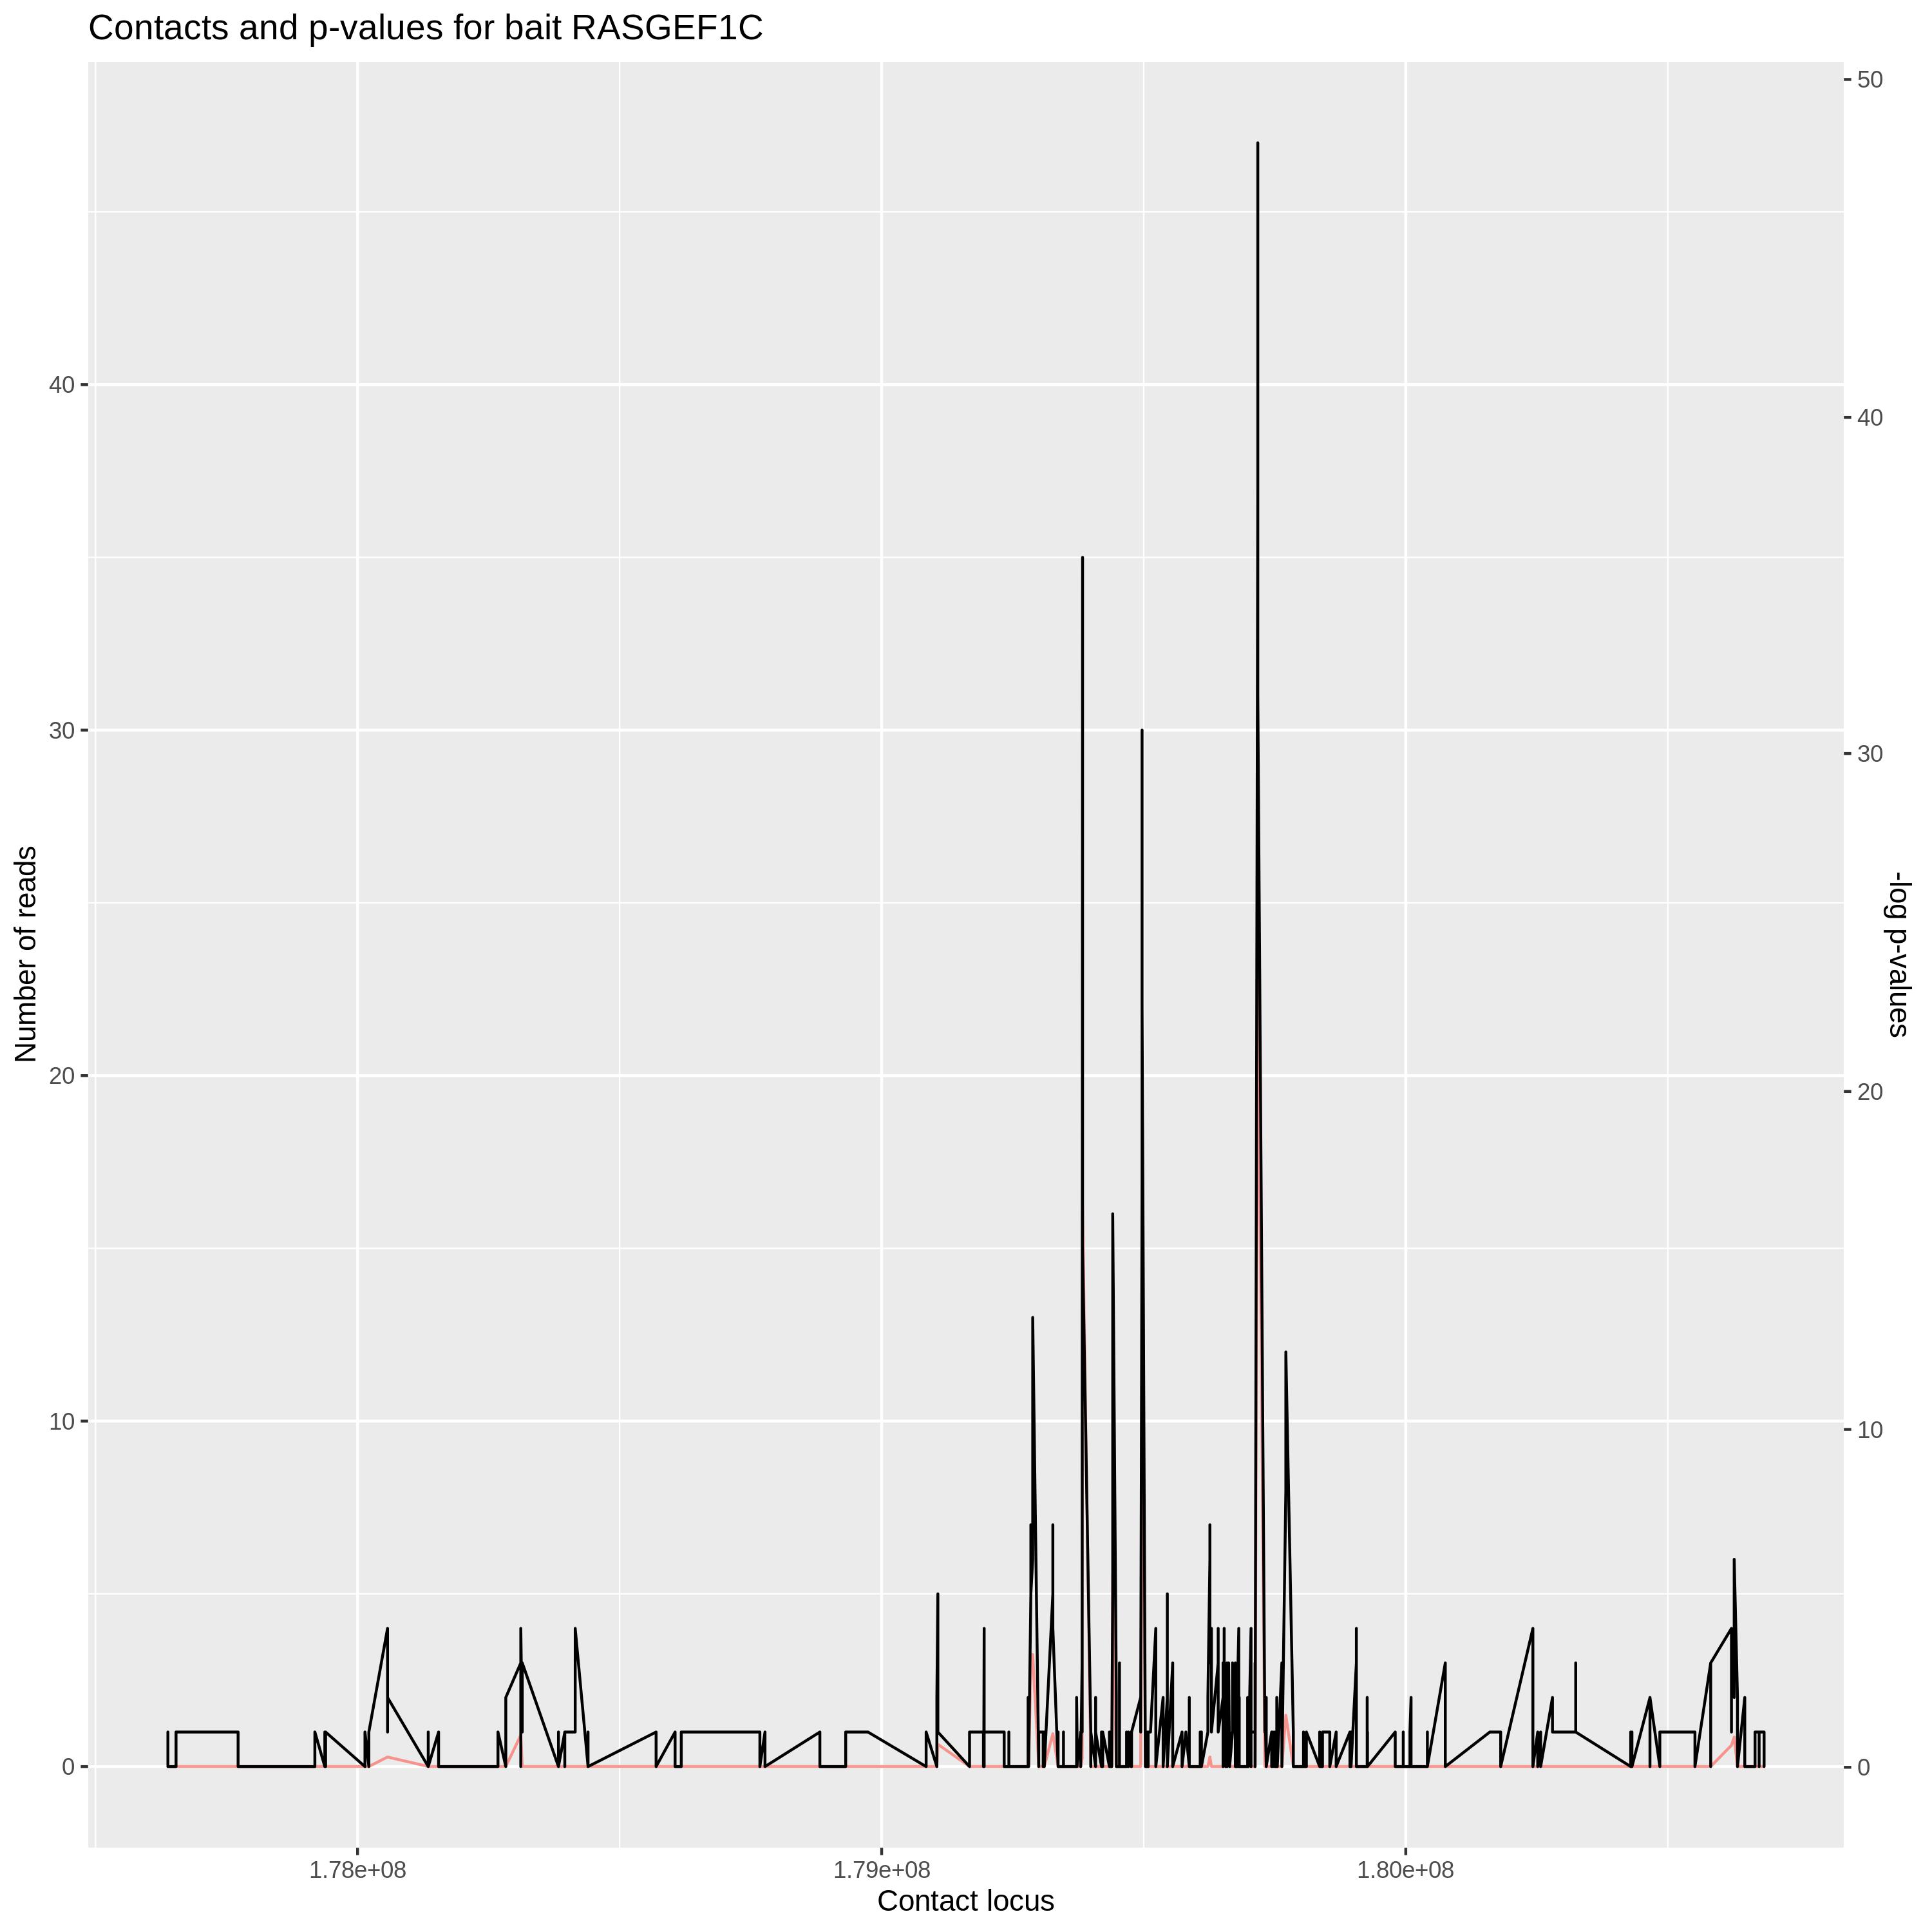 Contacts and p-values for bait RASGEF1C
50
40
40
30
30
20
20
10
10
0
0
Number of reads
-log p-values
1.78e+08
1.79e+08
1.80e+08
Contact locus